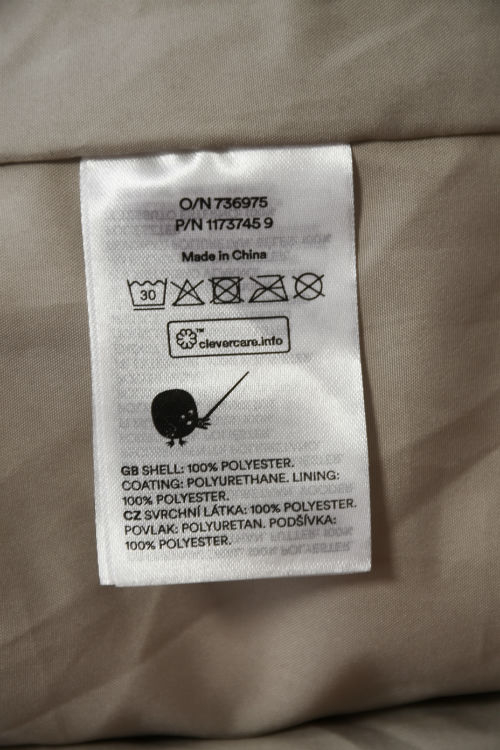 O/N 736975
P/N 1173745 9
Made in China
30
™
clevercare.info
GB SHELL: 100% POLYESTER.
COATING: POLYURETHANE. LINING:
100% POLYESTER.
CZ SVRCHNÍ LÁTKA: 100% POLYESTER.
POVLAK: POLYURETAN. PODŠÍVKA:
100% POLYESTER.